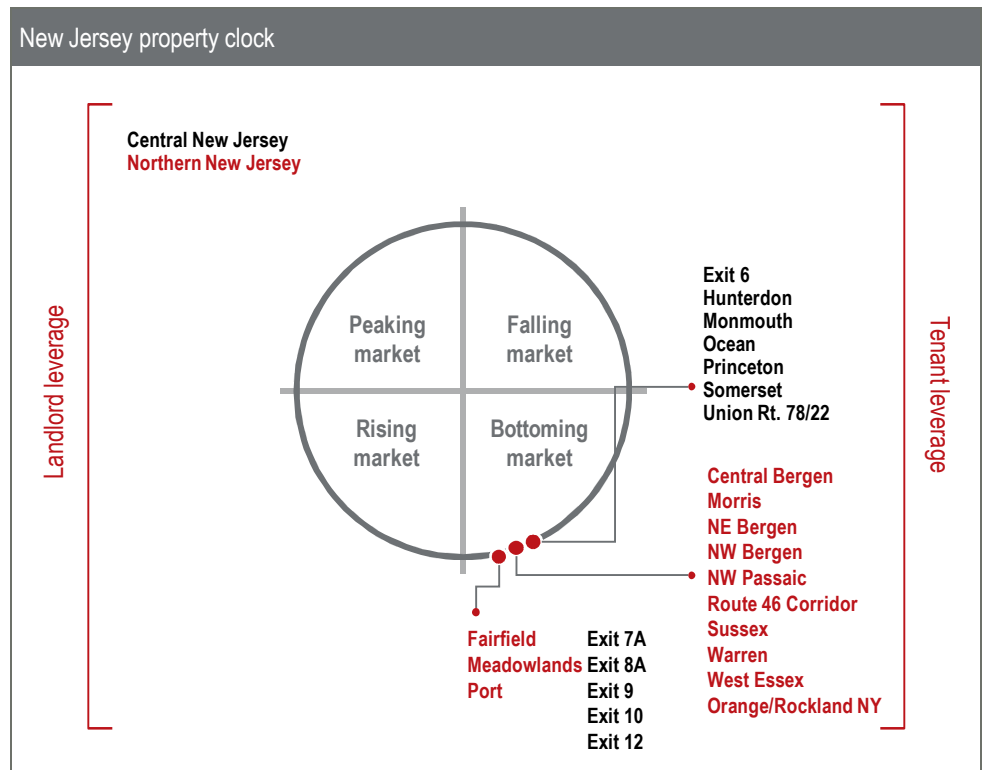 New Jersey property clock
Central New Jersey
Northern New Jersey
Landlord leverage
Peaking
market
Falling
market
Rising
market
Bottoming
market
Exit 6
Hunterdon
Monmouth
Ocean
Princeton
Somerset
Union Rt. 78/22
Tenant leverage
Central Bergen
Morris
NE Bergen
NW Bergen
NW Passaic
Route 46 Corridor
Sussex
Warren
West Essex
Orange/Rockland NY
Fairfield
Meadowlands
Port
Exit 7A
Exit 8A
Exit 9
Exit 10
Exit 12